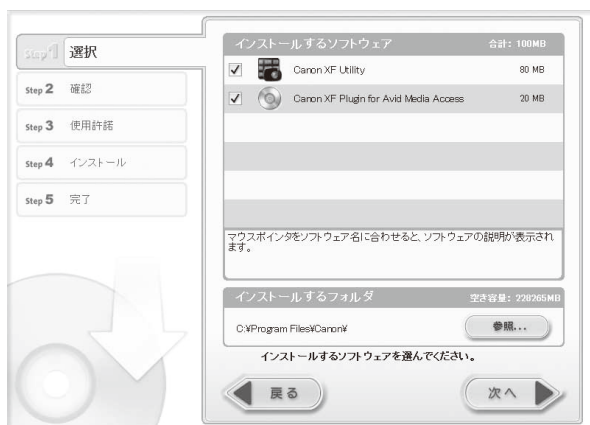 Step 1 選択
Step 2 確認
Step 3 使用許諾
Step 4 インストール
Step 5 完了
インストールするソフトウェア 合計: 100MB
Canon XF Utility 80 MB
Canon XF Plugin for Avid Media Access 20 MB
マウスポインタをソフトウェア名に合わせると、ソフトウェアの説明が表示され
ます。
インストールするフォルダ 空き容量: 220265MB
C:¥Program Files¥Canon¥ 参照...
インストールするソフトウェアを選んでください。
戻る 次へ